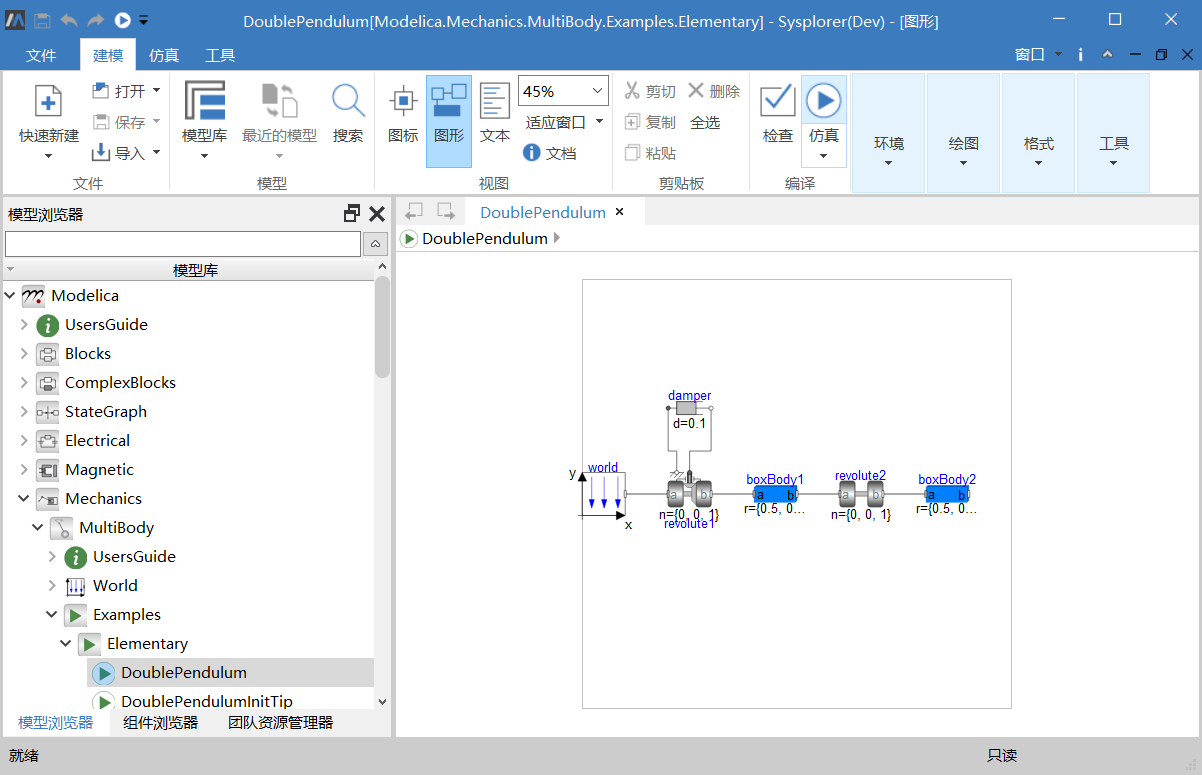 DoublePendulum[Modelica.Mechanics.MultiBody.Examples.Elementary] - Sysplorer(Dev) - [图形]
文件 建模 仿真 工具 窗口
快速新建 打开 保存 导入 文件
模型库 最近的模型 搜索 模型
图标 图形 文本 45% 适应窗口 文档 视图
剪切 删除 复制 全选 粘贴 剪贴板
检查 仿真 编译
环境 绘图 格式 工具
模型浏览器
模型库
Modelica
UsersGuide
Blocks
ComplexBlocks
StateGraph
Electrical
Magnetic
Mechanics
MultiBody
UsersGuide
World
Examples
Elementary
DoublePendulum
DoublePendulumInitTip
模型浏览器 组件浏览器 团队资源管理器
DoublePendulum
DoublePendulum
damper
d=0.1
y world
x
a b
n={0, 0, 1}
revolute1
boxBody1
a b
r={0.5, 0...
revolute2
a b
n={0, 0, 1}
boxBody2
a b
r={0.5, 0...
就绪 只读